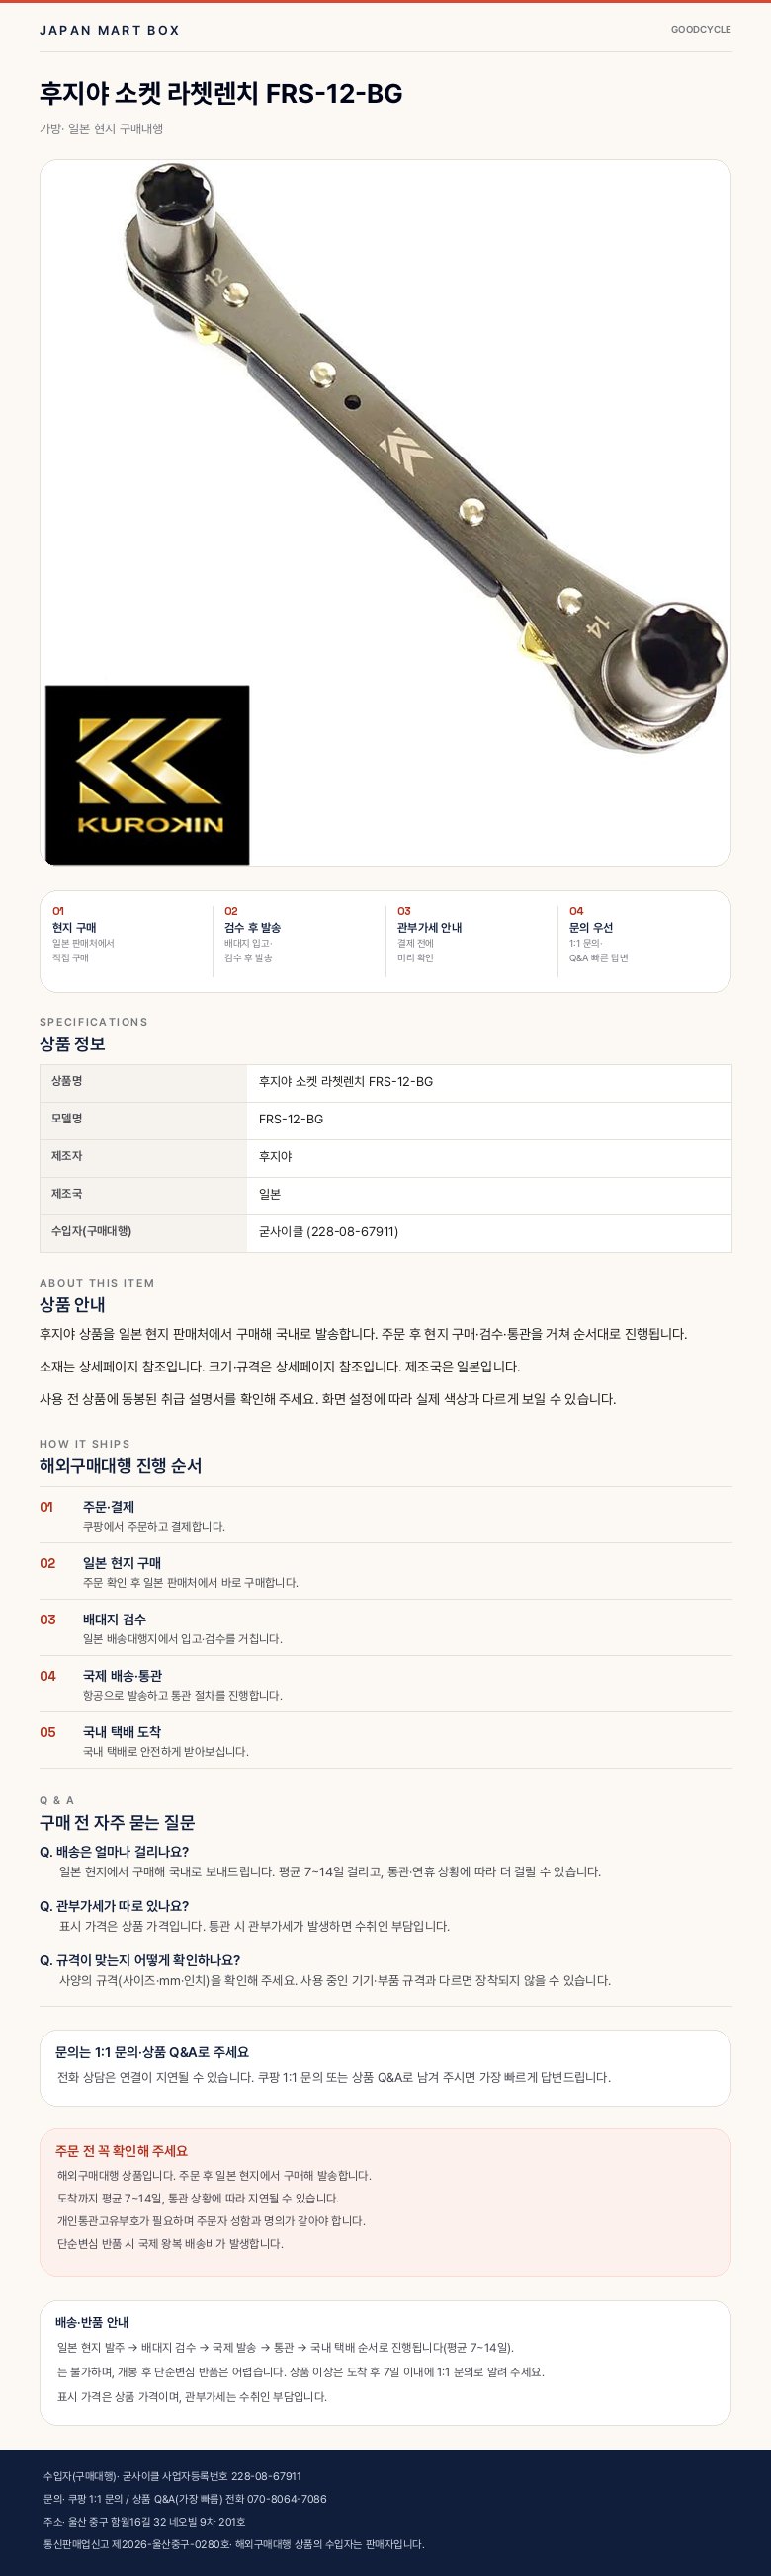 JAPAN MART BOX
GOODCYCLE
후지야 소켓 라쳇렌치 FRS-12-BG
가방· 일본 현지 구매대행
12
14
KUROKIN
01
현지 구매
일본 판매처에서
직접 구매
02
검수 후 발송
배대지 입고·
검수 후 발송
03
관부가세 안내
결제 전에
미리 확인
04
문의 우선
1:1 문의·
Q&A 빠른 답변
SPECIFICATIONS
상품 정보
상품명 후지야 소켓 라쳇렌치 FRS-12-BG
모델명 FRS-12-BG
제조자 후지야
제조국 일본
수입자(구매대행) 굳사이클 (228-08-67911)
ABOUT THIS ITEM
상품 안내
후지야 상품을 일본 현지 판매처에서 구매해 국내로 발송합니다. 주문 후 현지 구매·검수·통관을 거쳐 순서대로 진행됩니다.
소재는 상세페이지 참조입니다. 크기·규격은 상세페이지 참조입니다. 제조국은 일본입니다.
사용 전 상품에 동봉된 취급 설명서를 확인해 주세요. 화면 설정에 따라 실제 색상과 다르게 보일 수 있습니다.
HOW IT SHIPS
해외구매대행 진행 순서
01 주문·결제
쿠팡에서 주문하고 결제합니다.
02 일본 현지 구매
주문 확인 후 일본 판매처에서 바로 구매합니다.
03 배대지 검수
일본 배송대행지에서 입고·검수를 거칩니다.
04 국제 배송·통관
항공으로 발송하고 통관 절차를 진행합니다.
05 국내 택배 도착
국내 택배로 안전하게 받아보십니다.
Q & A
구매 전 자주 묻는 질문
Q. 배송은 얼마나 걸리나요?
일본 현지에서 구매해 국내로 보내드립니다. 평균 7~14일 걸리고, 통관·연휴 상황에 따라 더 걸릴 수 있습니다.
Q. 관부가세가 따로 있나요?
표시 가격은 상품 가격입니다. 통관 시 관부가세가 발생하면 수취인 부담입니다.
Q. 규격이 맞는지 어떻게 확인하나요?
사양의 규격(사이즈·mm·인치)을 확인해 주세요. 사용 중인 기기·부품 규격과 다르면 장착되지 않을 수 있습니다.
문의는 1:1 문의·상품 Q&A로 주세요
전화 상담은 연결이 지연될 수 있습니다. 쿠팡 1:1 문의 또는 상품 Q&A로 남겨 주시면 가장 빠르게 답변드립니다.
주문 전 꼭 확인해 주세요
해외구매대행 상품입니다. 주문 후 일본 현지에서 구매해 발송합니다.
도착까지 평균 7~14일, 통관 상황에 따라 지연될 수 있습니다.
개인통관고유부호가 필요하며 주문자 성함과 명의가 같아야 합니다.
단순변심 반품 시 국제 왕복 배송비가 발생합니다.
배송·반품 안내
일본 현지 발주 → 배대지 검수 → 국제 발송 → 통관 → 국내 택배 순서로 진행됩니다(평균 7~14일).
는 불가하며, 개봉 후 단순변심 반품은 어렵습니다. 상품 이상은 도착 후 7일 이내에 1:1 문의로 알려 주세요.
표시 가격은 상품 가격이며, 관부가세는 수취인 부담입니다.
수입자(구매대행)· 굳사이클 사업자등록번호 228-08-67911
문의· 쿠팡 1:1 문의 / 상품 Q&A(가장 빠름) 전화 070-8064-7086
주소· 울산 중구 함월16길 32 네오빌 9차 201호
통신판매업신고 제2026-울산중구-0280호· 해외구매대행 상품의 수입자는 판매자입니다.